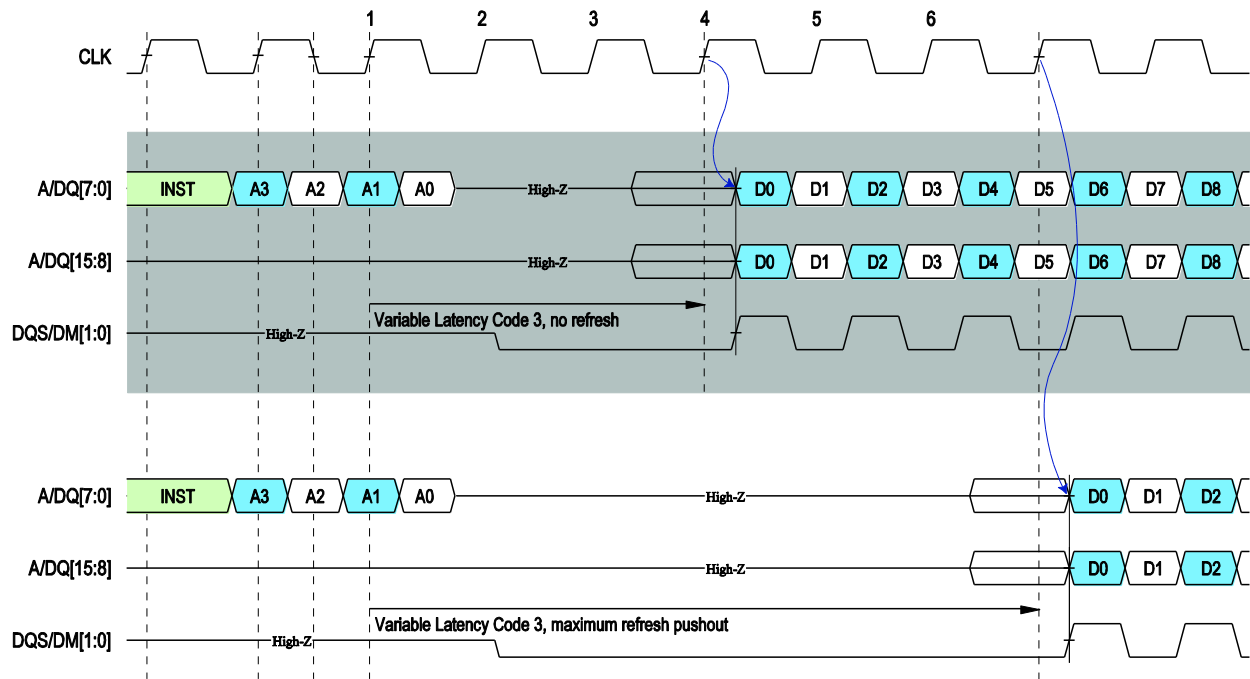 1 2 3 4 5 6
CLK
A/DQ[7:0] INST A3 A2 A1 A0 High-Z D0 D1 D2 D3 D4 D5 D6 D7 D8
A/DQ[15:8] High-Z D0 D1 D2 D3 D4 D5 D6 D7 D8
Variable Latency Code 3, no refresh
DQS/DM[1:0] High-Z
A/DQ[7:0] INST A3 A2 A1 A0 High-Z D0 D1 D2
A/DQ[15:8] High-Z D0 D1 D2
Variable Latency Code 3, maximum refresh pushout
DQS/DM[1:0] High-Z